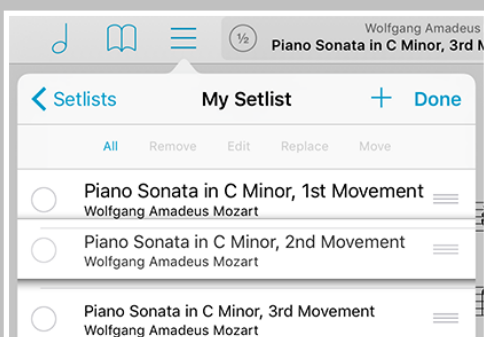 ½
Wolfgang Amadeus
Piano Sonata in C Minor, 3rd
Setlists
My Setlist
+
Done
All
Remove
Edit
Replace
Move
Piano Sonata in C Minor, 1st Movement
Wolfgang Amadeus Mozart
Piano Sonata in C Minor, 2nd Movement
Wolfgang Amadeus Mozart
Piano Sonata in C Minor, 3rd Movement
Wolfgang Amadeus Mozart